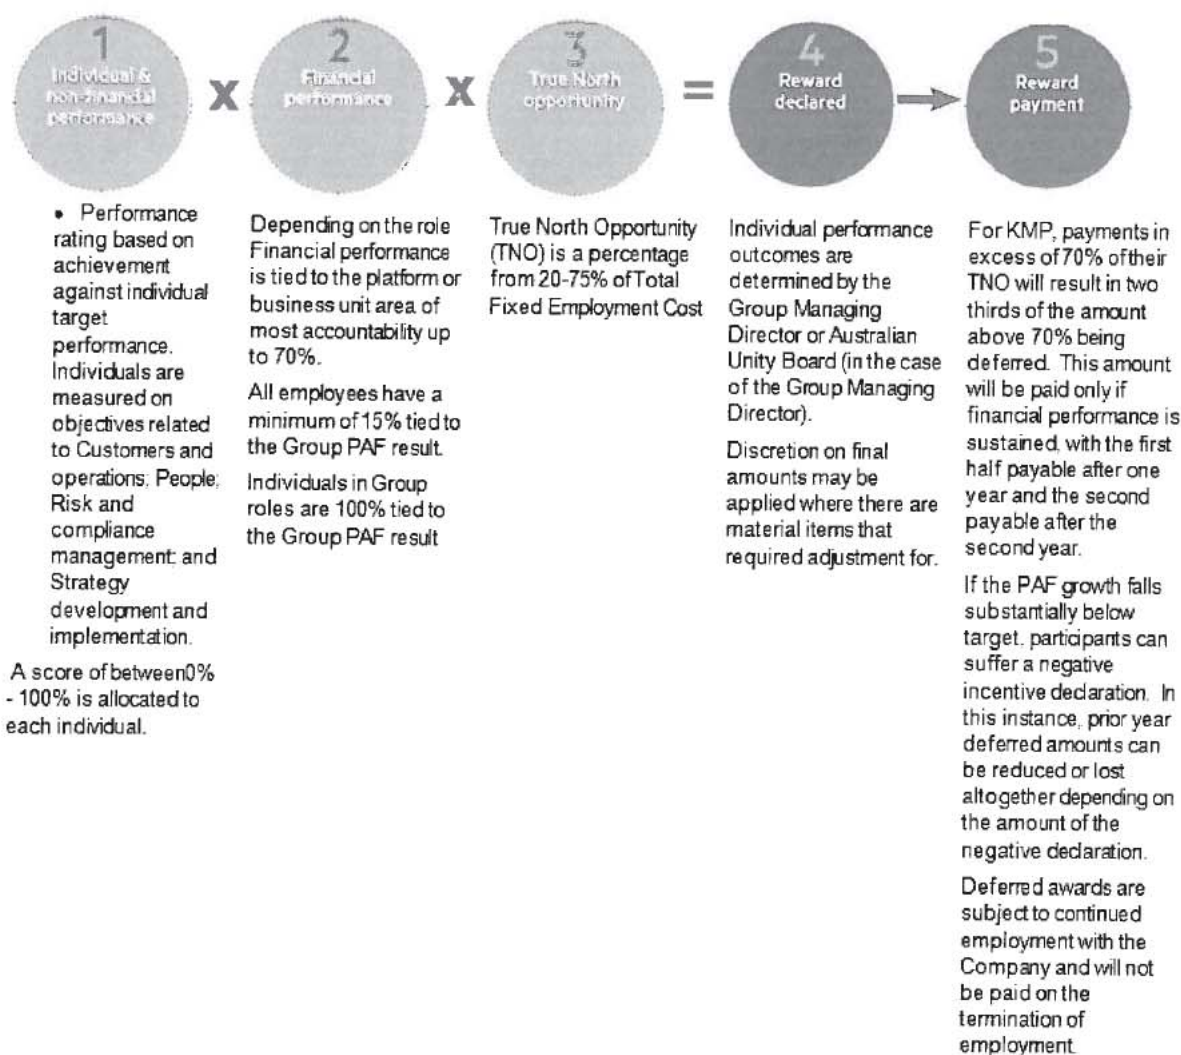 1
Individual &
non-financial
performance
x
2
Financial
performance
x
3
True North
opportunity
=
4
Reward
declared
5
Reward
payment
• Performance
rating based on
achievement
against individual
target
performance.
Individuals are
measured on
objectives related
to Customers and
operations; People;
Risk and
compliance
management; and
Strategy
development and
implementation.
A score of between0%
- 100% is allocated to
each individual.
Depending on the role
Financial performance
is tied to the platform or
business unit area of
most accountability up
to 70%.
All employees have a
minimum of 15% tied to
the Group PAF result.
Individuals in Group
roles are 100% tied to
the Group PAF result
True North Opportunity
(TNO) is a percentage
from 20-75% of Total
Fixed Employment Cost
Individual performance
outcomes are
determined by the
Group Managing
Director or Australian
Unity Board (in the case
of the Group Managing
Director).
Discretion on final
amounts may be
applied where there are
material items that
required adjustment for.
For KMP, payments in
excess of 70% of their
TNO will result in two
thirds of the amount
above 70% being
deferred. This amount
will be paid only if
financial performance is
sustained, with the first
half payable after one
year and the second
payable after the
second year.
If the PAF growth falls
substantially below
target, participants can
suffer a negative
incentive declaration. In
this instance, prior year
deferred amounts can
be reduced or lost
altogether depending on
the amount of the
negative declaration.
Deferred awards are
subject to continued
employment with the
Company and will not
be paid on the
termination of
employment.